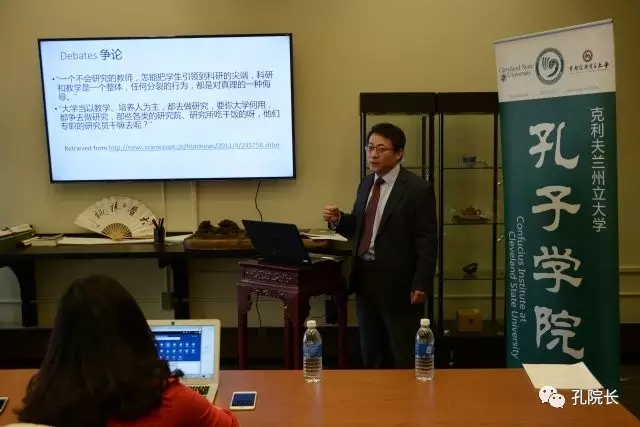 Debates 争论
“一个不会研究的教师，怎能把学生引领到科研的尖端，科研
和教学是一个整体，任何分裂的行为，都是对真理的一种侮
辱。”
“大学当以教学、培养人为主，都去做研究，要你大学何用，
都争去做研究，那些各类的研究院、研究所吃干饭的呀，他们
专职的研究员干嘛去呢？”
Retrieved from
Cleveland State
University
克利夫兰州立大学
孔子学院
Confucius Institute at
Cleveland State University
孔院长